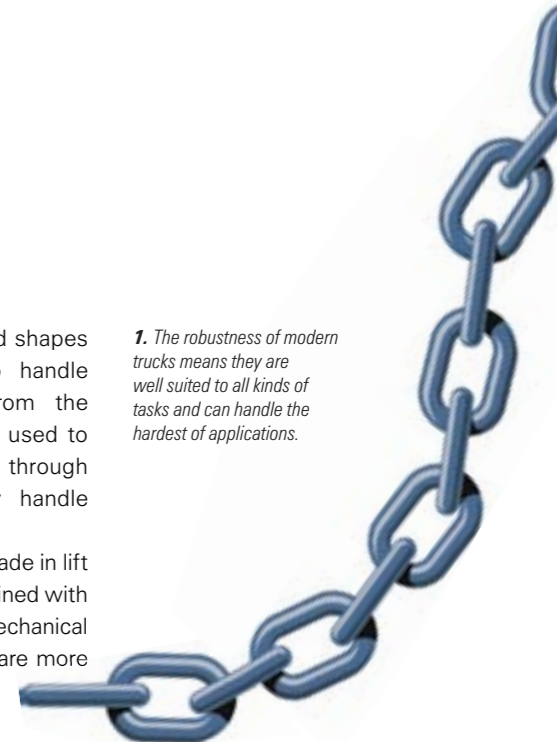 d shapes
handle
rom the
used to
through
handle
ade in lift
ined with
echanical
are more
1. The robustness of modern
trucks means they are
well suited to all kinds of
tasks and can handle the
hardest of applications.